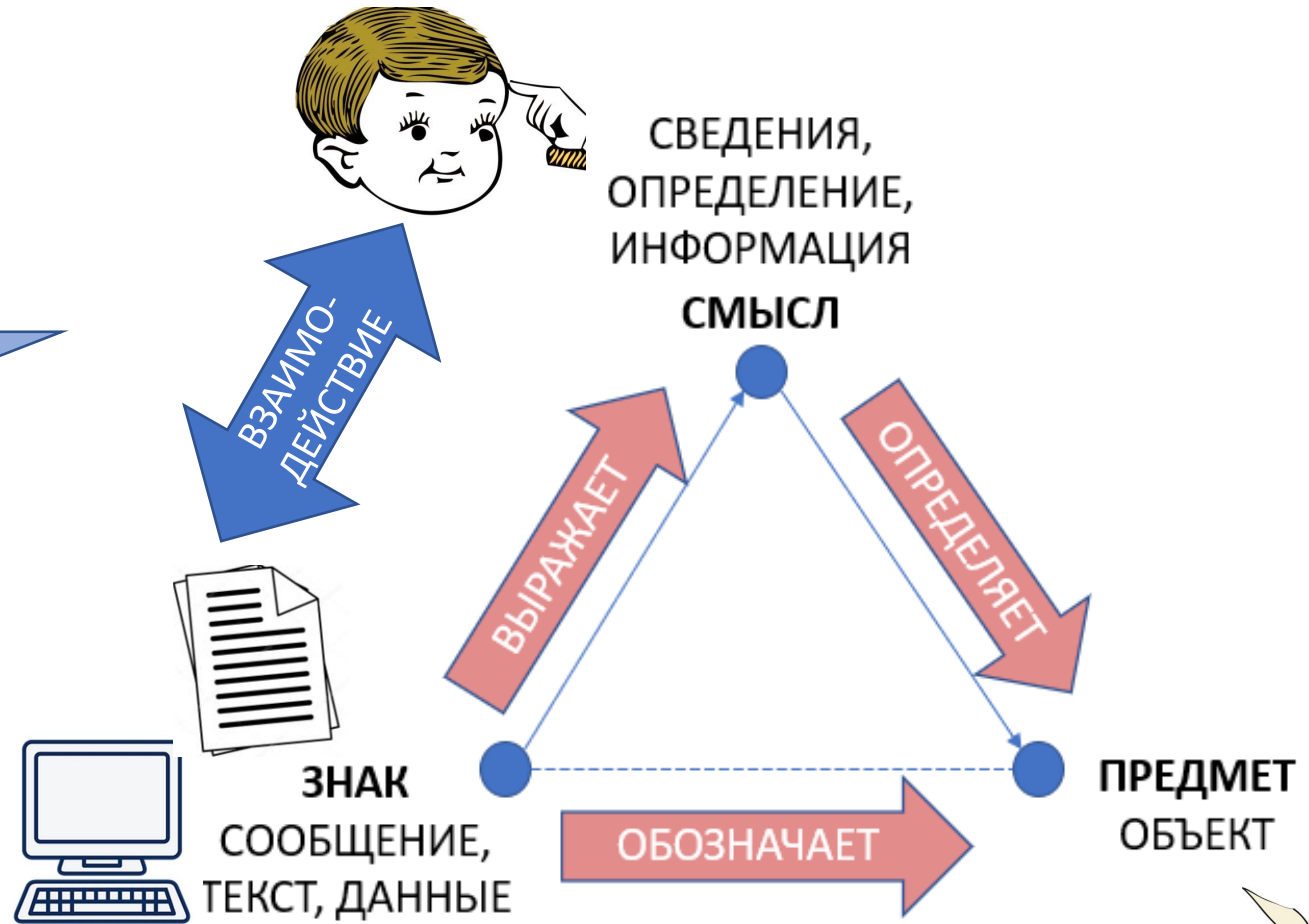 СВЕДЕНИЯ,
ОПРЕДЕЛЕНИЕ,
ИНФОРМАЦИЯ
СМЫСЛ
ВЗАИМО-
ДЕЙСТВИЕ
ВЫРАЖАЕТ
ОПРЕДЕЛЯЕТ
ЗНАК
СООБЩЕНИЕ,
ТЕКСТ, ДАННЫЕ
ОБОЗНАЧАЕТ
ПРЕДМЕТ
ОБЪЕКТ